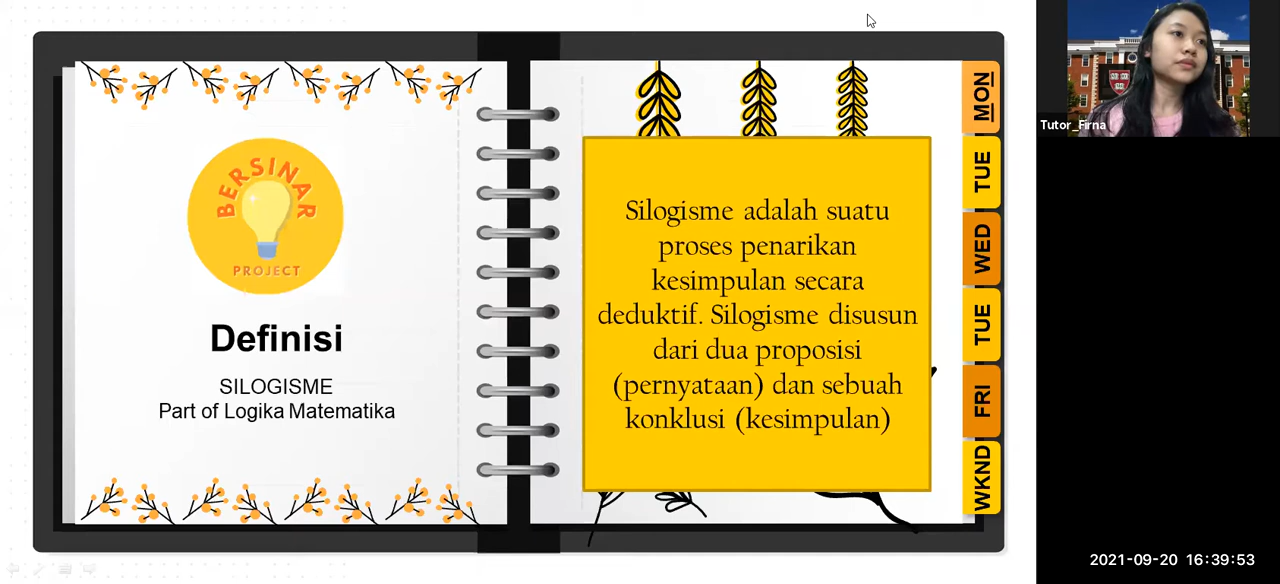 BERSINAR
PROJECT
Definisi
SILOGISME
Part of Logika Matematika
Silogisme adalah suatu
proses penarikan
kesimpulan secara
deduktif. Silogisme disusun
dari dua proposisi
(pernyataan) dan sebuah
konklusi (kesimpulan)
MON
TUE
WED
TUE
FRI
WKND
Tutor_Firna
2021-09-20 16:39:53